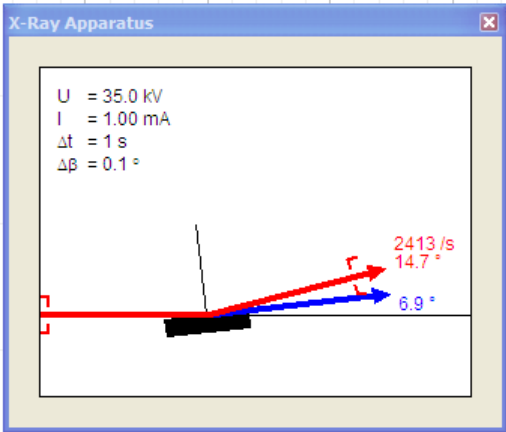 X-Ray Apparatus
U = 35.0 kV
I = 1.00 mA
Δt = 1 s
Δβ = 0.1 °
2413 /s
14.7 °
6.9 °